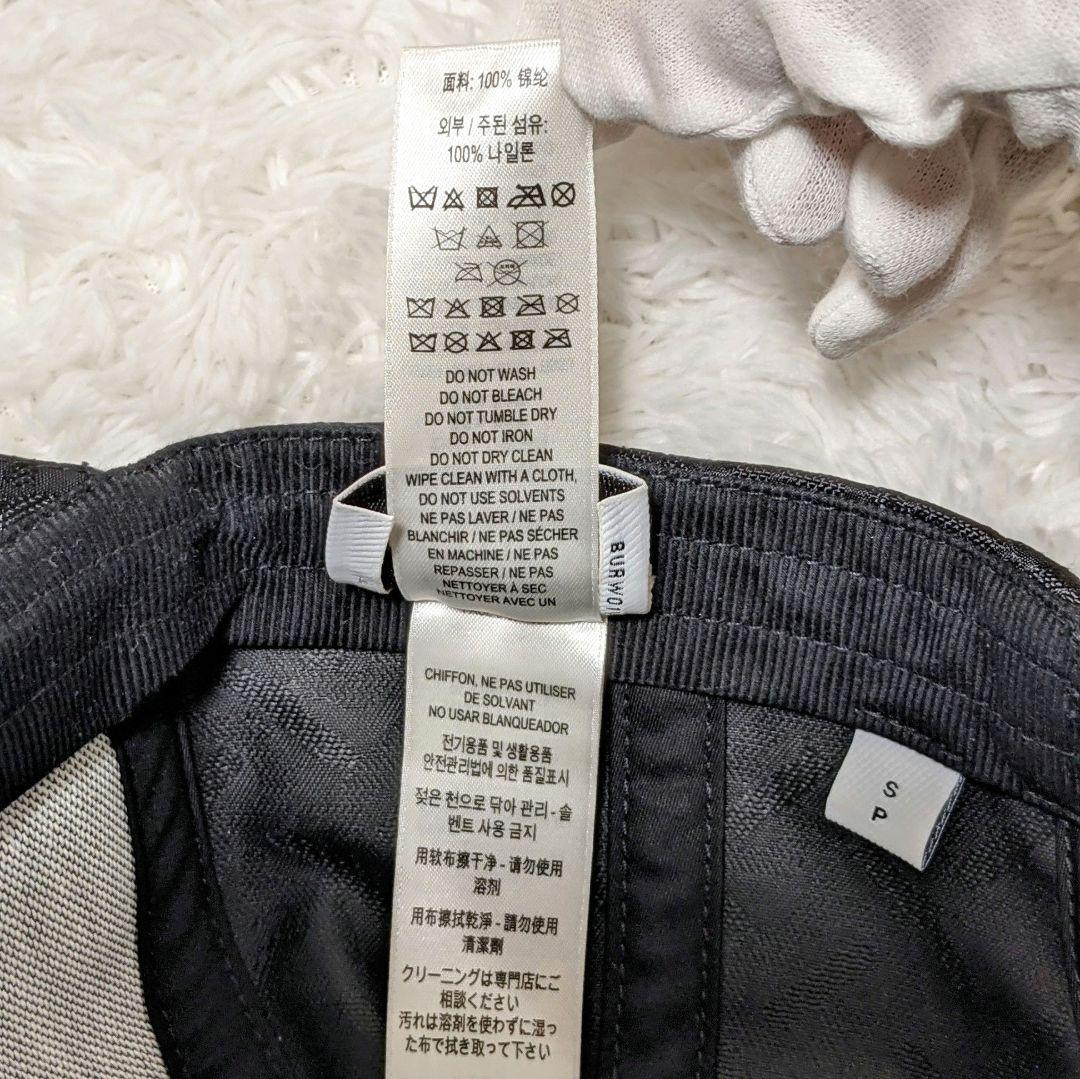 面料: 100% 锦纶
외부 / 주된 섬유:
100% 나일론
DO NOT WASH
DO NOT BLEACH
DO NOT TUMBLE DRY
DO NOT IRON
DO NOT DRY CLEAN
WIPE CLEAN WITH A CLOTH,
DO NOT USE SOLVENTS
NE PAS LAVER / NE PAS
BLANCHIR / NE PAS SÉCHER
EN MACHINE / NE PAS
REPASSER / NE PAS
NETTOYER À SEC
NETTOYER AVEC UN
CHIFFON, NE PAS UTILISER
DE SOLVANT
NO USAR BLANQUEADOR
전기용품 및 생활용품
안전관리법에 의한 품질표시
젖은 천으로 닦아 관리 - 솔
벤트 사용 금지
用软布擦干净 - 请勿使用
溶剂
用布擦拭乾淨 - 請勿使用
清潔劑
クリーニングは専門店にご
相談ください
汚れは溶剤を使わずに湿っ
た布で拭き取って下さい
S
P